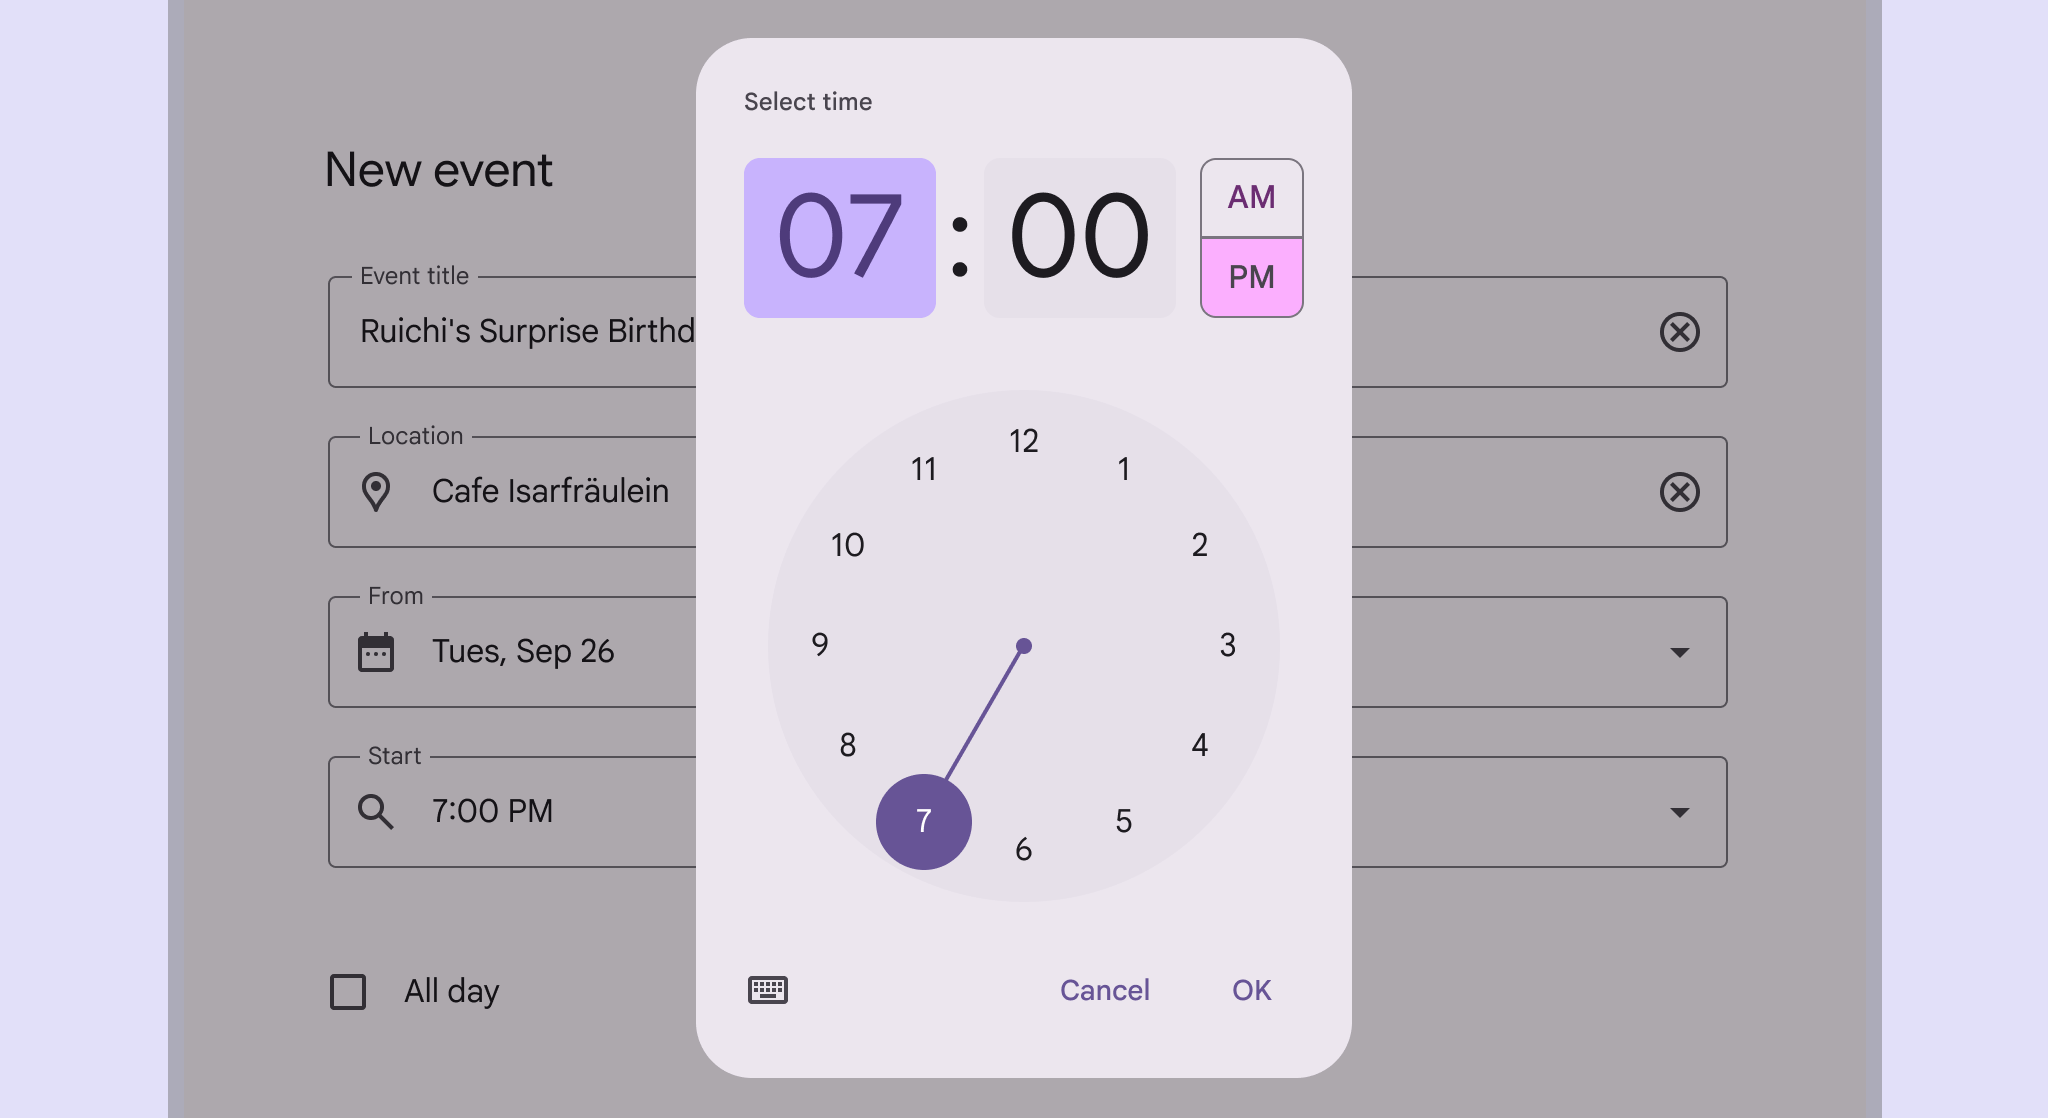 Select time
07:00
AM
PM
12
1
2
3
4
5
6
7
8
9
10
11
Cancel
OK
New event
Event title
Ruichi's Surprise
Location
Cafe Isarfräulein
From
Tues, Sep 26
Start
7:00 PM
All day